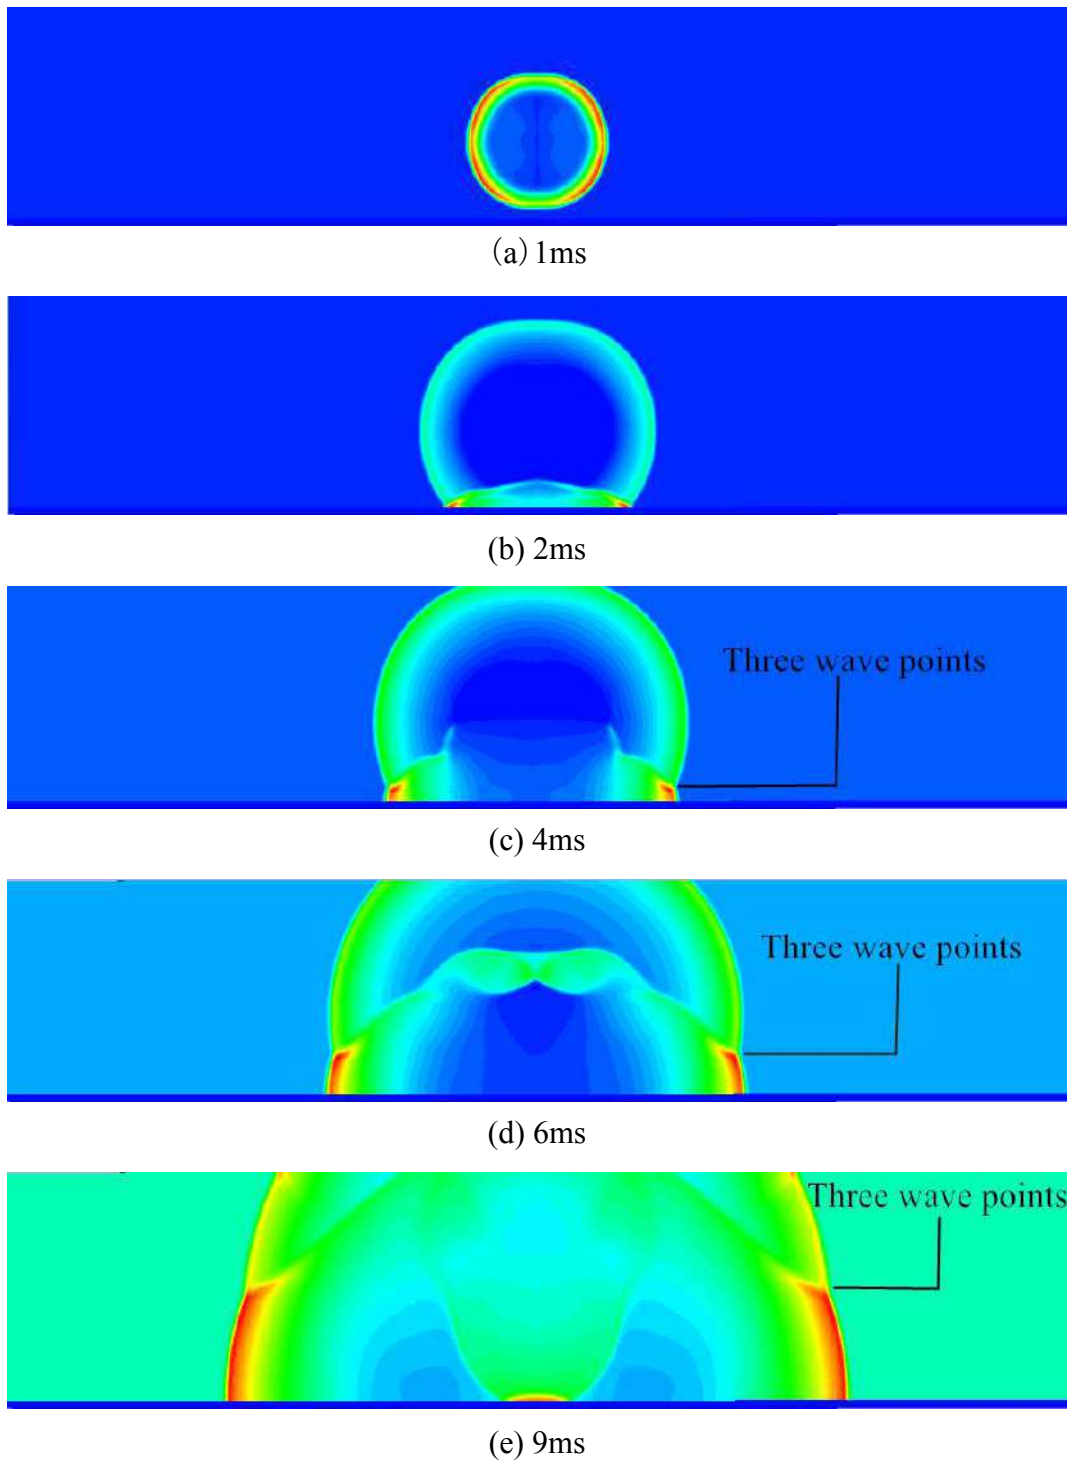 (a) 1ms
(b) 2ms
Three wave points
(c) 4ms
Three wave points
(d) 6ms
Three wave points
(e) 9ms